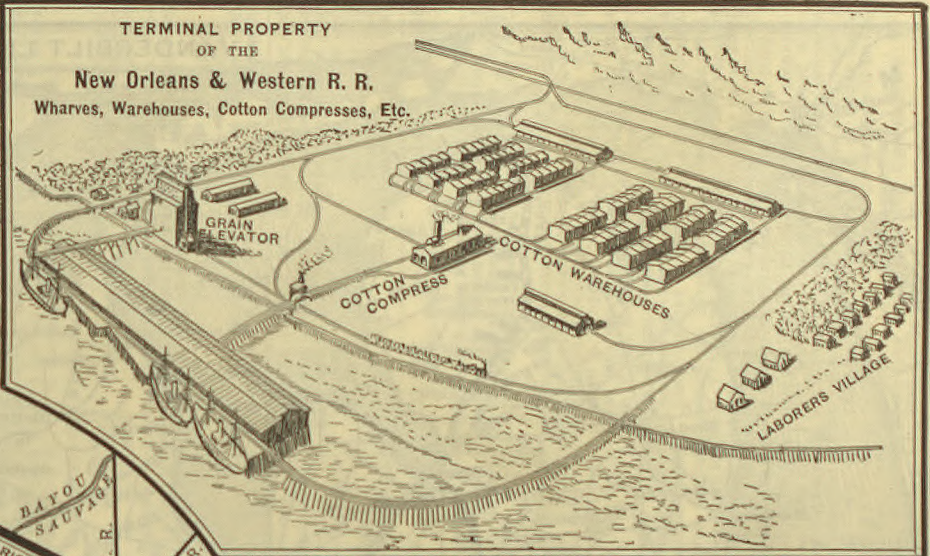 TERMINAL PROPERTY
OF THE
New Orleans & Western R. R.
Wharves, Warehouses, Cotton Compresses, Etc.
GRAIN
ELEVATOR
COTTON
COMPRESS
COTTON WAREHOUSES
LABORERS VILLAGE
BAYOU
SAUVAGE
R.
R.